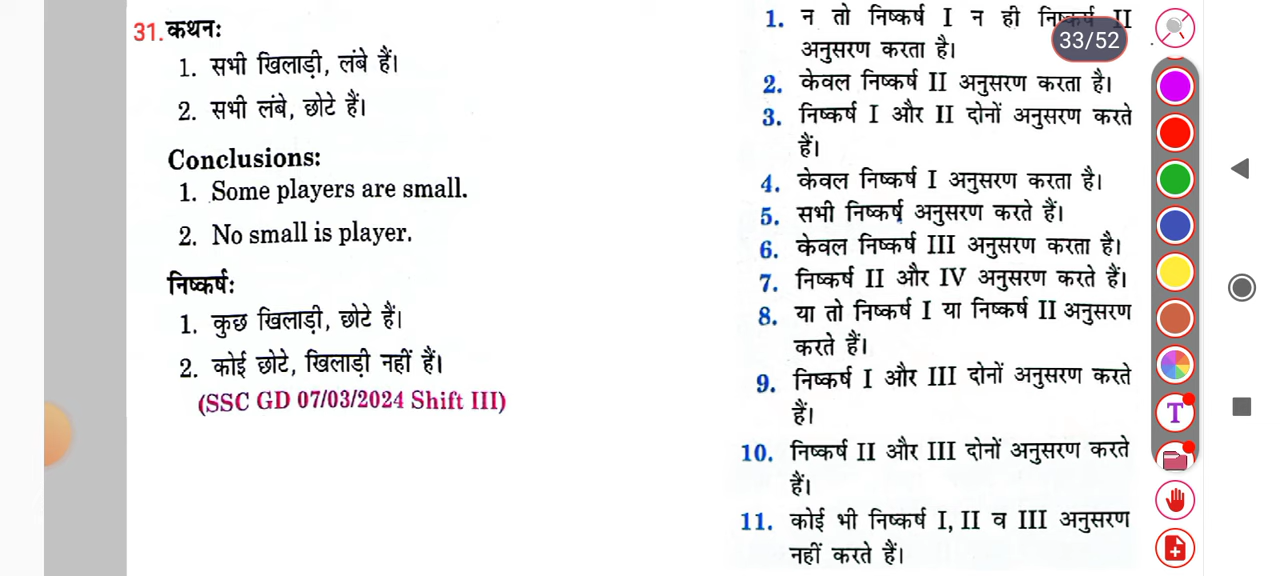 31. कथनः
1. सभी खिलाड़ी, लंबे हैं।
2. सभी लंबे, छोटे हैं।
Conclusions:
1. Some players are small.
2. No small is player.
निष्कर्षः
1. कुछ खिलाड़ी, छोटे हैं।
2. कोई छोटे, खिलाड़ी नहीं हैं।
(SSC GD 07/03/2024 Shift III)
1. न तो निष्कर्ष I न ही निष्कर्ष II
अनुसरण करता है।
2. केवल निष्कर्ष II अनुसरण करता है।
3. निष्कर्ष I और II दोनों अनुसरण करते
हैं।
4. केवल निष्कर्ष I अनुसरण करता है।
5. सभी निष्कर्ष अनुसरण करते हैं।
6. केवल निष्कर्ष III अनुसरण करता है।
7. निष्कर्ष II और IV अनुसरण करते हैं।
8. या तो निष्कर्ष I या निष्कर्ष II अनुसरण
करते हैं।
9. निष्कर्ष I और III दोनों अनुसरण करते
हैं।
10. निष्कर्ष II और III दोनों अनुसरण करते
हैं।
11. कोई भी निष्कर्ष I, II व III अनुसरण
नहीं करते हैं।
33/52
T